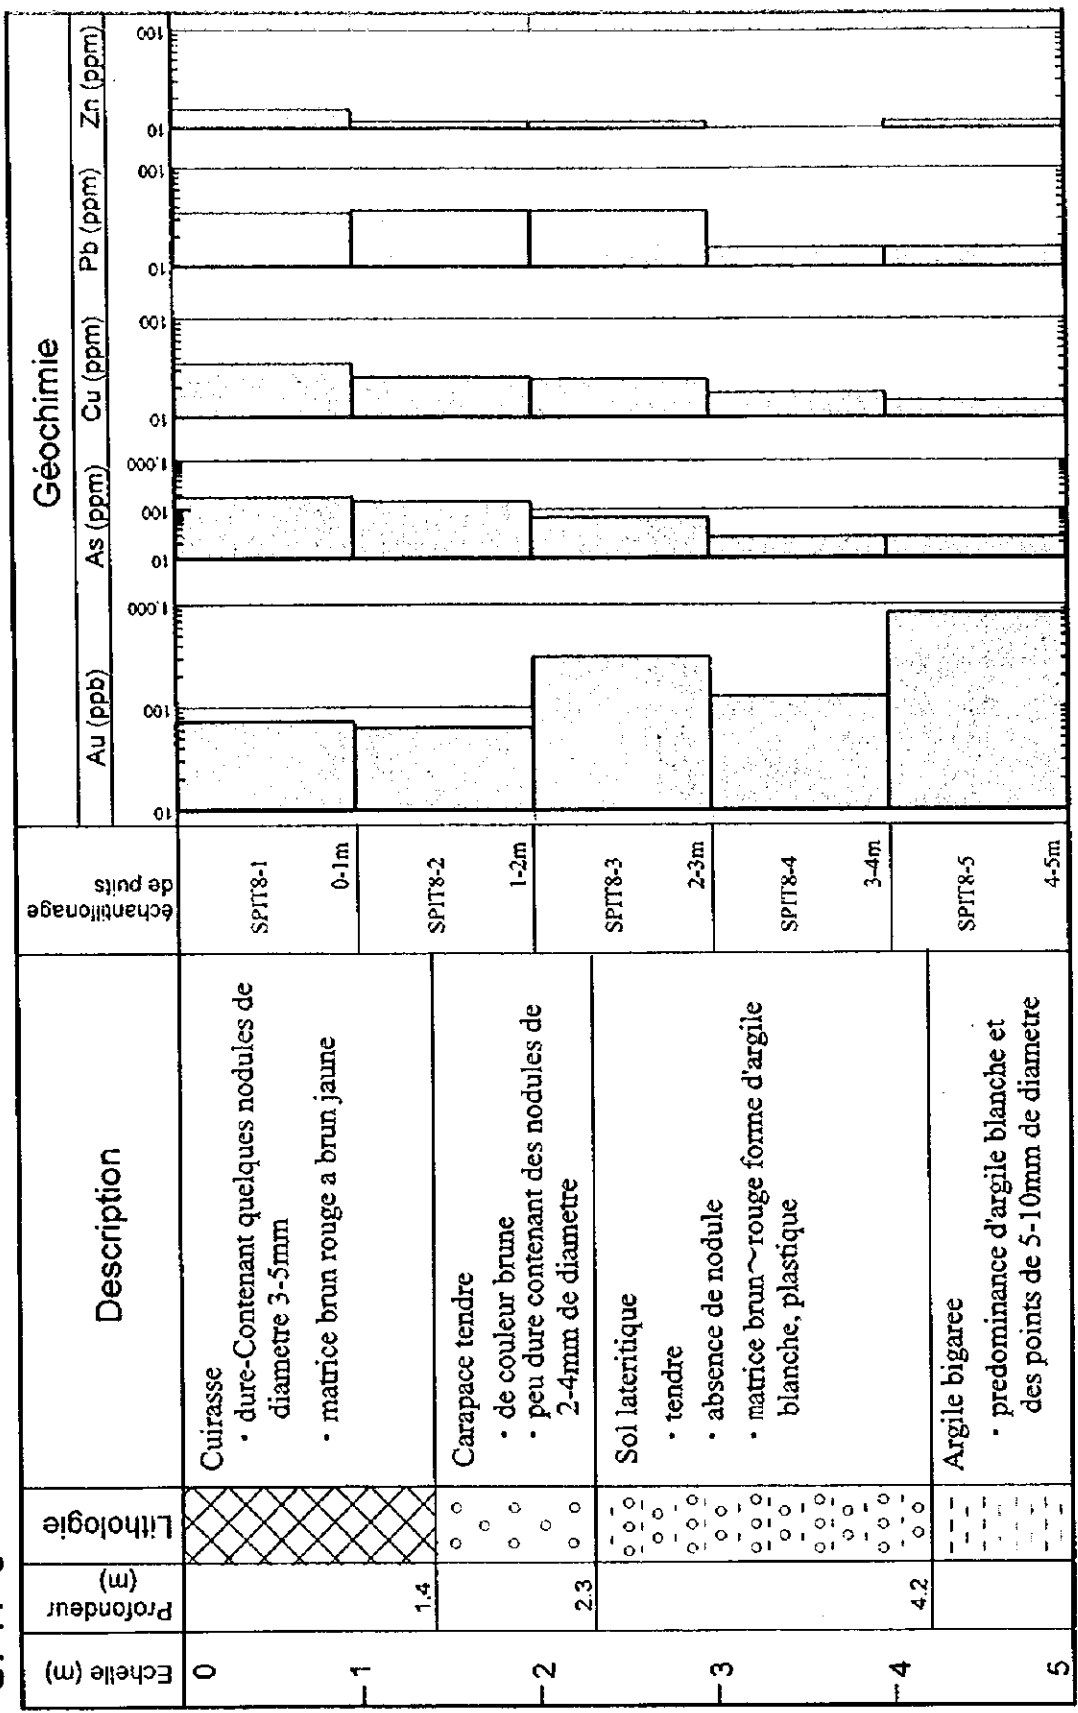 Echelle (m)
Profondeur
(m)
Lithologie
Description
échantillonage
de puits
Géochimie
Au (ppb)
As (ppm)
Cu (ppm)
Pb (ppm)
Zn (ppm)
10
100
1,000
10
100
1,000
10
100
10
100
10
100
0
1
2
3
4
5
1.4
2.3
4.2
Cuirasse
· dure-Contenant quelques nodules de
diametre 3-5mm
· matrice brun rouge a brun jaune
Carapace tendre
· de couleur brune
· peu dure contenant des nodules de
2-4mm de diametre
Sol lateritique
· tendre
· absence de nodule
· matrice brun～rouge forme d'argile
blanche, plastique
Argile bigaree
· predominance d'argile blanche et
des points de 5-10mm de diametre
SPIT8-1
0-1m
SPIT8-2
1-2m
SPIT8-3
2-3m
SPIT8-4
3-4m
SPIT8-5
4-5m